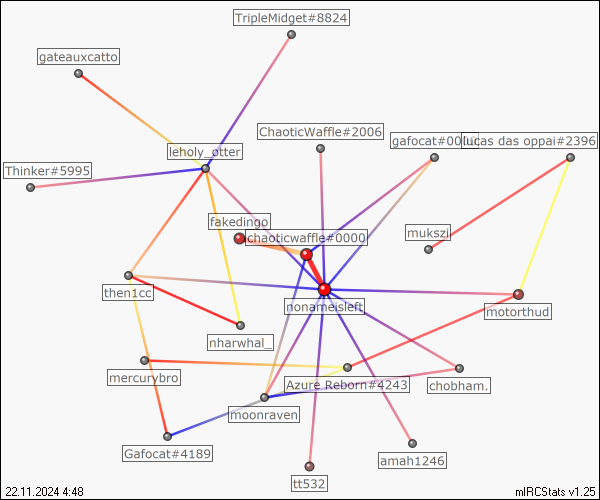 TripleMidget#8824
gateauxcatto
ChaoticWaffle#2006
gafocat#00
lucas das oppai#2396
leholy_otter
Thinker#5995
fakedingo
chaoticwaffle#0000
mukszi
then1cc
nonameisleft
motorthud
nharwhal_
mercurybro
Azure Reborn#4243
chobham.
moonraven
Gafocat#4189
amah1246
tt532
22.11.2024 4:48
mIRCStats v1.25